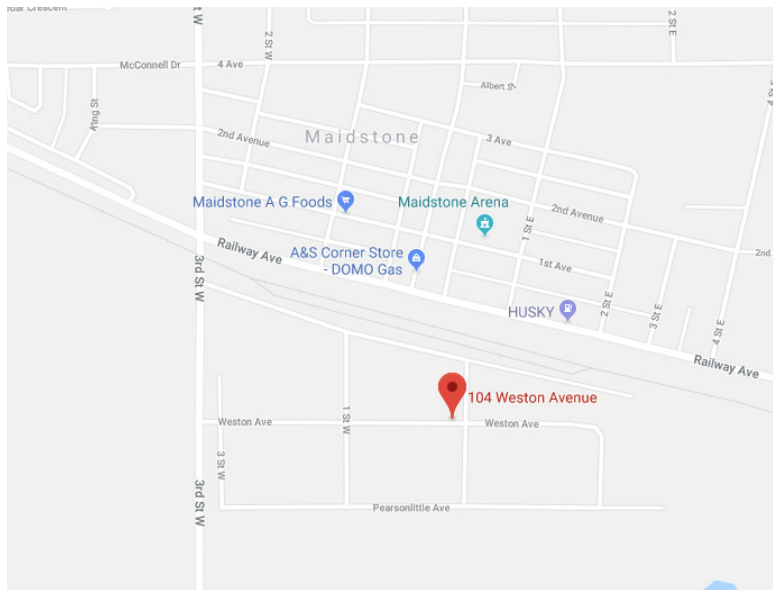 t W
2 St W
2 St E
McConnell Dr
4 Ave
Albert S
King St
Maidstone
2nd Avenue
3 Ave
Maidstone A G Foods
Maidstone Arena
2nd Avenue
1 St E
2nd
Railway Ave
A&S Corner Store
- DOMO Gas
1st Ave
3rd St W
HUSKY
2 St E
3 St E
4 St E
Railway Ave
104 Weston Avenue
Weston Ave
1 St W
Weston Ave
3 St W
3rd St W
Pearsonlittle Ave